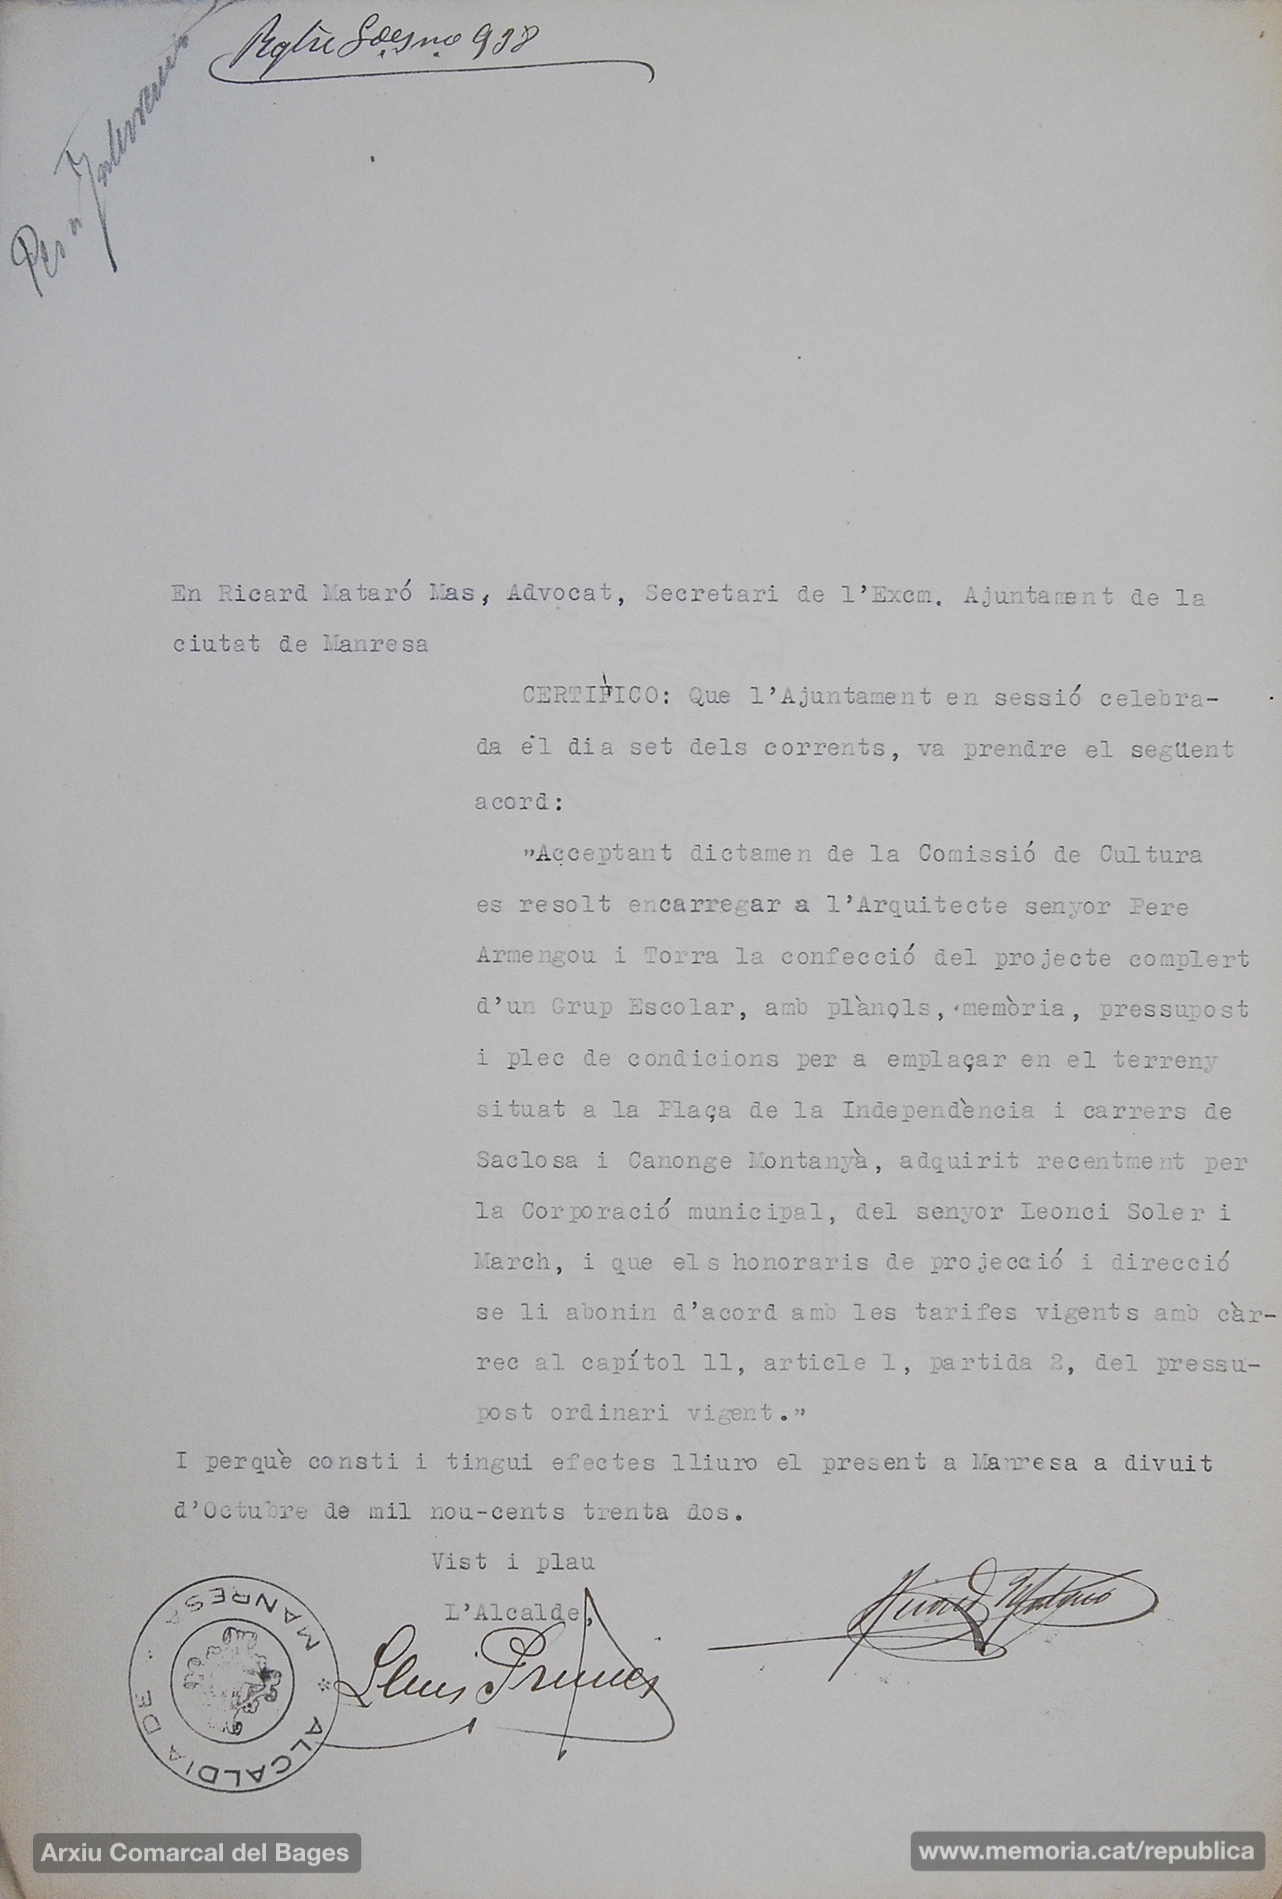 938
En Ricard Mataró Mas, Advocat, Secretari de l'Excm. Ajuntament de la
ciutat de Manresa
CERTIFICO: Que l'Ajuntament en sessió celebra-
da el dia set dels corrents, va prendre el següent
acord:
"Acceptant dictamen de la Comissió de Cultura
es resolt encarregar a l'Arquitecte senyor Pere
Armengou i Torra la confecció del projecte complert
d'un Grup Escolar, amb plànols, memòria, pressupost
i plec de condicions per a emplaçar en el terreny
situat a la Plaça de la Independència i carrers de
Saclosa i Canonge Montanyà, adquirit recentment per
la Corporació municipal, del senyor Leonci Soler i
March, i que els honoraris de projecció i direcció
se li abonin d'acord amb les tarifes vigents amb càr-
rec al capítol 11, article 1, partida 2, del pressu-
post ordinari vigent."
I perquè consti i tingui efectes lliuro el present a Manresa a divuit
d'Octubre de mil nou-cents trenta dos.
Vist i plau
L'Alcalde,
Ricard Mataró
Lluis Prunes
* ALCALDIA DE * MANRESA
Arxiu Comarcal del Bages
www.memoria.cat/republica